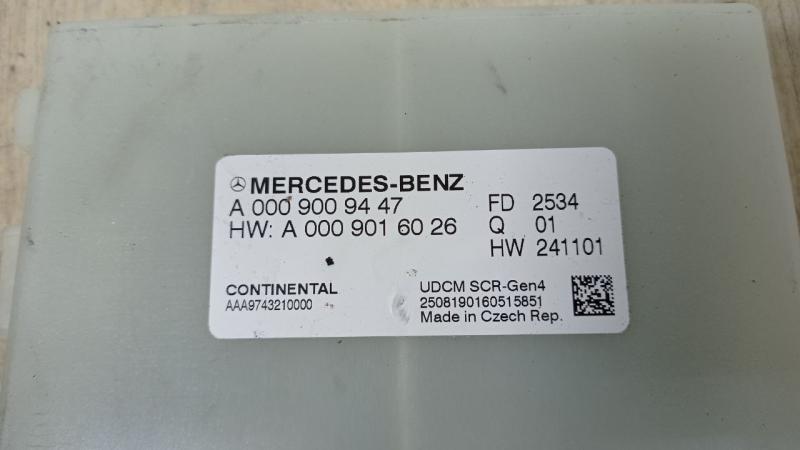 MERCEDES-BENZ
A 000 900 94 47 FD 2534
HW: A 000 901 60 26 Q 01
HW 241101
CONTINENTAL UDCM SCR-Gen4
AAA9743210000 2508190160515851
Made in Czech Rep.